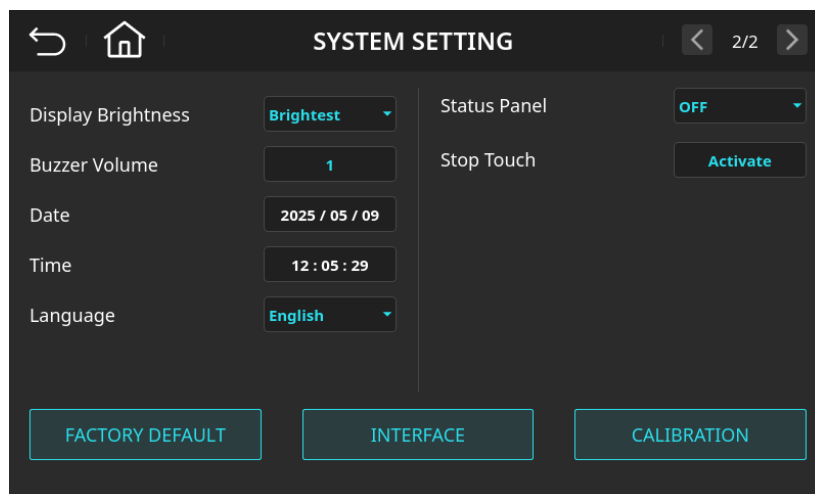 SYSTEM SETTING
2/2
Display Brightness
Brightest
Buzzer Volume
1
Date
2025 / 05 / 09
Time
12 : 05 : 29
Language
English
Status Panel
OFF
Stop Touch
Activate
FACTORY DEFAULT
INTERFACE
CALIBRATION